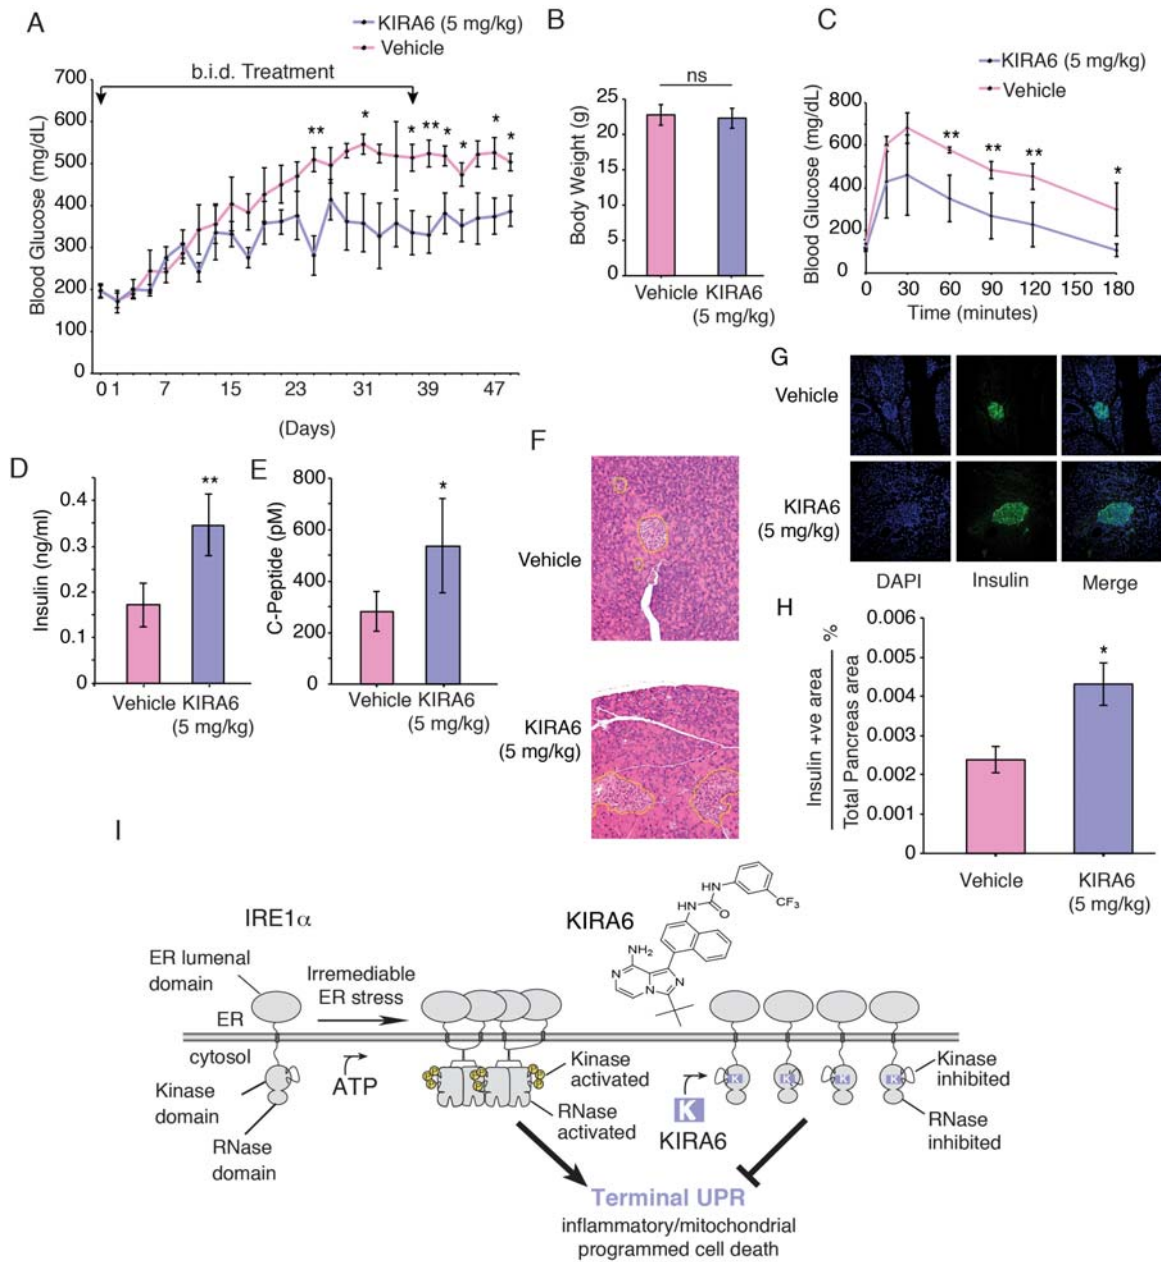 A
KIRA6 (5 mg/kg)
Vehicle
b.i.d. Treatment
Blood Glucose (mg/dL)
700
600
500
400
300
200
100
0
0 1 7 15 23 31 39 47
(Days)
** * * ** * * * *
B
ns
Body Weight (g)
25
20
15
10
5
0
Vehicle KIRA6
(5 mg/kg)
C
KIRA6 (5 mg/kg)
Vehicle
Blood Glucose (mg/dL)
800
600
400
200
0
** ** ** *
0 30 60 90 120 150 180
Time (minutes)
D
Insulin (ng/ml)
0.4
0.3
0.2
0.1
0
**
Vehicle KIRA6
(5 mg/kg)
E
C-Peptide (pM)
800
600
400
200
0
*
Vehicle KIRA6
(5 mg/kg)
F
Vehicle
KIRA6
(5 mg/kg)
G
Vehicle
KIRA6
(5 mg/kg)
DAPI Insulin Merge
H
%
Insulin +ve area
Total Pancreas area
0.006
0.005
0.004
0.003
0.002
0.001
0
*
Vehicle KIRA6
(5 mg/kg)
I
IRE1α
ER lumenal
domain
Irremediable
ER stress
ER
cytosol
Kinase
domain
RNase
domain
ATP
Kinase
activated
RNase
activated
KIRA6
NH₂
N
N
N
HN
HN
O
CF₃
K
KIRA6
K K K K
Kinase
inhibited
RNase
inhibited
Terminal UPR
inflammatory/mitochondrial
programmed cell death